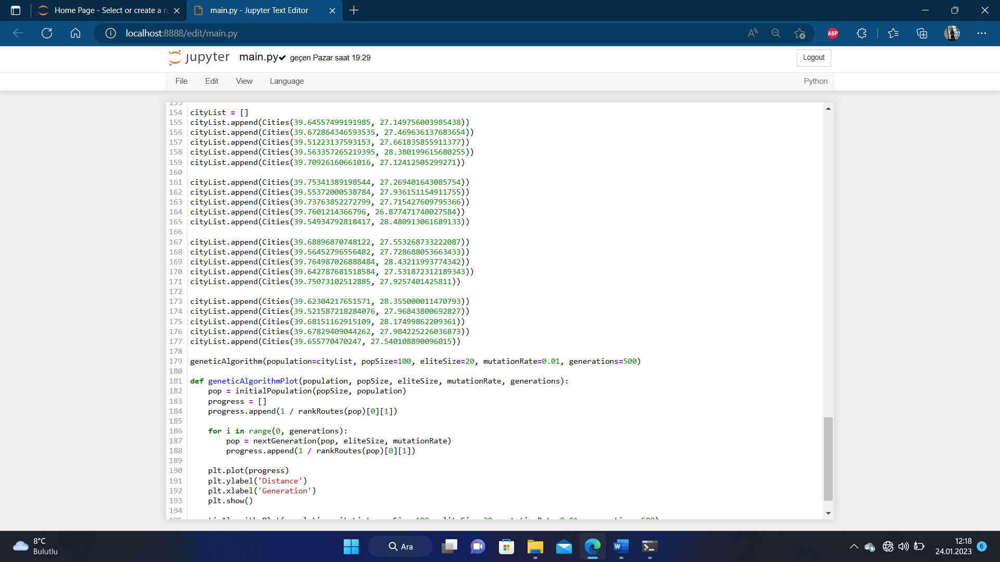 Home Page - Select or create a n
main.py - Jupyter Text Editor
localhost:8888/edit/main.py
ABP
jupyter main.py geçen Pazar saat 19:29
Logout
File Edit View Language Python
154 cityList = []
155 cityList.append(Cities(39.64557499191985, 27.149756003985438))
156 cityList.append(Cities(39.672864346593535, 27.469636137683654))
157 cityList.append(Cities(39.51223137593153, 27.661835855911377))
158 cityList.append(Cities(39.563357265219395, 28.380199615680255))
159 cityList.append(Cities(39.70926160661016, 27.12412505299271))
160
161 cityList.append(Cities(39.75341389198544, 27.269401643085754))
162 cityList.append(Cities(39.55372000538784, 27.936151154911755))
163 cityList.append(Cities(39.73763852272799, 27.715427609795366))
164 cityList.append(Cities(39.7601214366796, 26.877471740027584))
165 cityList.append(Cities(39.54934792818417, 28.480913061689133))
166
167 cityList.append(Cities(39.68896870748122, 27.553268733222087))
168 cityList.append(Cities(39.56452796556482, 27.728688053663433))
169 cityList.append(Cities(39.764987026888484, 28.43211993774342))
170 cityList.append(Cities(39.642787681518584, 27.531872312189343))
171 cityList.append(Cities(39.75073102512885, 27.9257401425811))
172
173 cityList.append(Cities(39.62304217651571, 28.355000011470793))
174 cityList.append(Cities(39.521587218284076, 27.96843800692827))
175 cityList.append(Cities(39.68151162915109, 28.17499862209361))
176 cityList.append(Cities(39.67829409044262, 27.984225226036873))
177 cityList.append(Cities(39.655770470247, 27.540108890096015))
178
179 geneticAlgorithm(population=cityList, popSize=100, eliteSize=20, mutationRate=0.01, generations=500)
180
181 def geneticAlgorithmPlot(population, popSize, eliteSize, mutationRate, generations):
182 pop = initialPopulation(popSize, population)
183 progress = []
184 progress.append(1 / rankRoutes(pop)[0][1])
185
186 for i in range(0, generations):
187 pop = nextGeneration(pop, eliteSize, mutationRate)
188 progress.append(1 / rankRoutes(pop)[0][1])
189
190 plt.plot(progress)
191 plt.ylabel('Distance')
192 plt.xlabel('Generation')
193 plt.show()
194
8°C
Bulutlu
Ara
12:18
24.01.2023
6